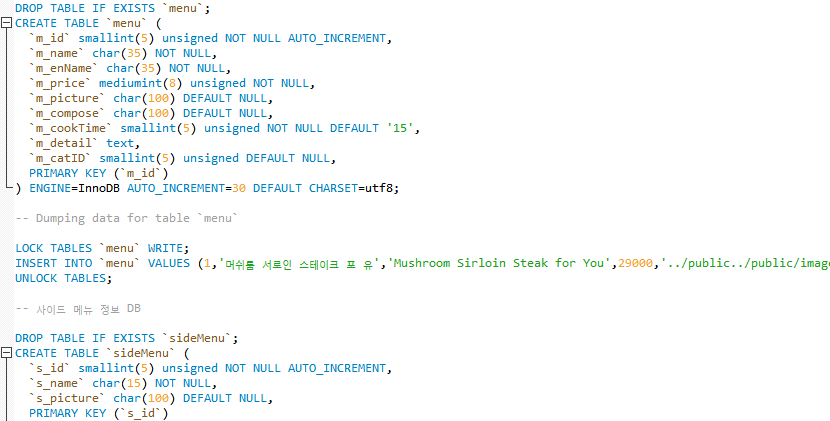 DROP TABLE IF EXISTS `menu`;
CREATE TABLE `menu` (
`m_id` smallint(5) unsigned NOT NULL AUTO_INCREMENT,
`m_name` char(35) NOT NULL,
`m_enName` char(35) NOT NULL,
`m_price` mediumint(8) unsigned NOT NULL,
`m_picture` char(100) DEFAULT NULL,
`m_compose` char(100) DEFAULT NULL,
`m_cookTime` smallint(5) unsigned NOT NULL DEFAULT '15',
`m_detail` text,
`m_catID` smallint(5) unsigned DEFAULT NULL,
PRIMARY KEY (`m_id`)
) ENGINE=InnoDB AUTO_INCREMENT=30 DEFAULT CHARSET=utf8;
-- Dumping data for table `menu`
LOCK TABLES `menu` WRITE;
INSERT INTO `menu` VALUES (1,'머쉬룸 서로인 스테이크 포 유','Mushroom Sirloin Steak for You',29000,'../public../public/image
UNLOCK TABLES;
-- 사이드 메뉴 정보 DB
DROP TABLE IF EXISTS `sideMenu`;
CREATE TABLE `sideMenu` (
`s_id` smallint(5) unsigned NOT NULL AUTO_INCREMENT,
`s_name` char(15) NOT NULL,
`s_picture` char(100) DEFAULT NULL,
PRIMARY KEY (`s_id`)